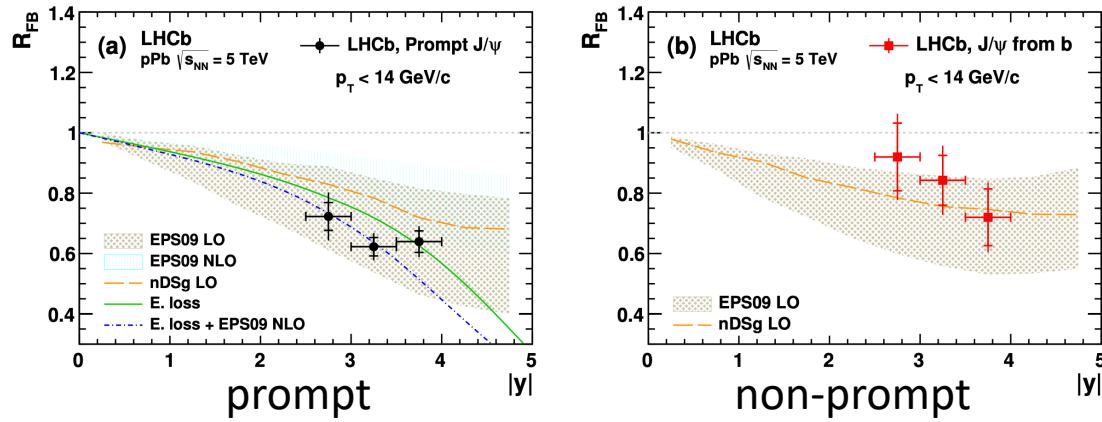 R_FB
(a)
LHCb
pPb √s_NN = 5 TeV
LHCb, Prompt J/ψ
p_T < 14 GeV/c
1.4
1.2
1
0.8
0.6
0.4
EPS09 LO
EPS09 NLO
nDSg LO
E. loss
E. loss + EPS09 NLO
0 1 2 3 4 5
|y|
prompt
R_FB
(b)
LHCb
pPb √s_NN = 5 TeV
LHCb, J/ψ from b
p_T < 14 GeV/c
1.4
1.2
1
0.8
0.6
0.4
EPS09 LO
nDSg LO
0 1 2 3 4 5
|y|
non-prompt